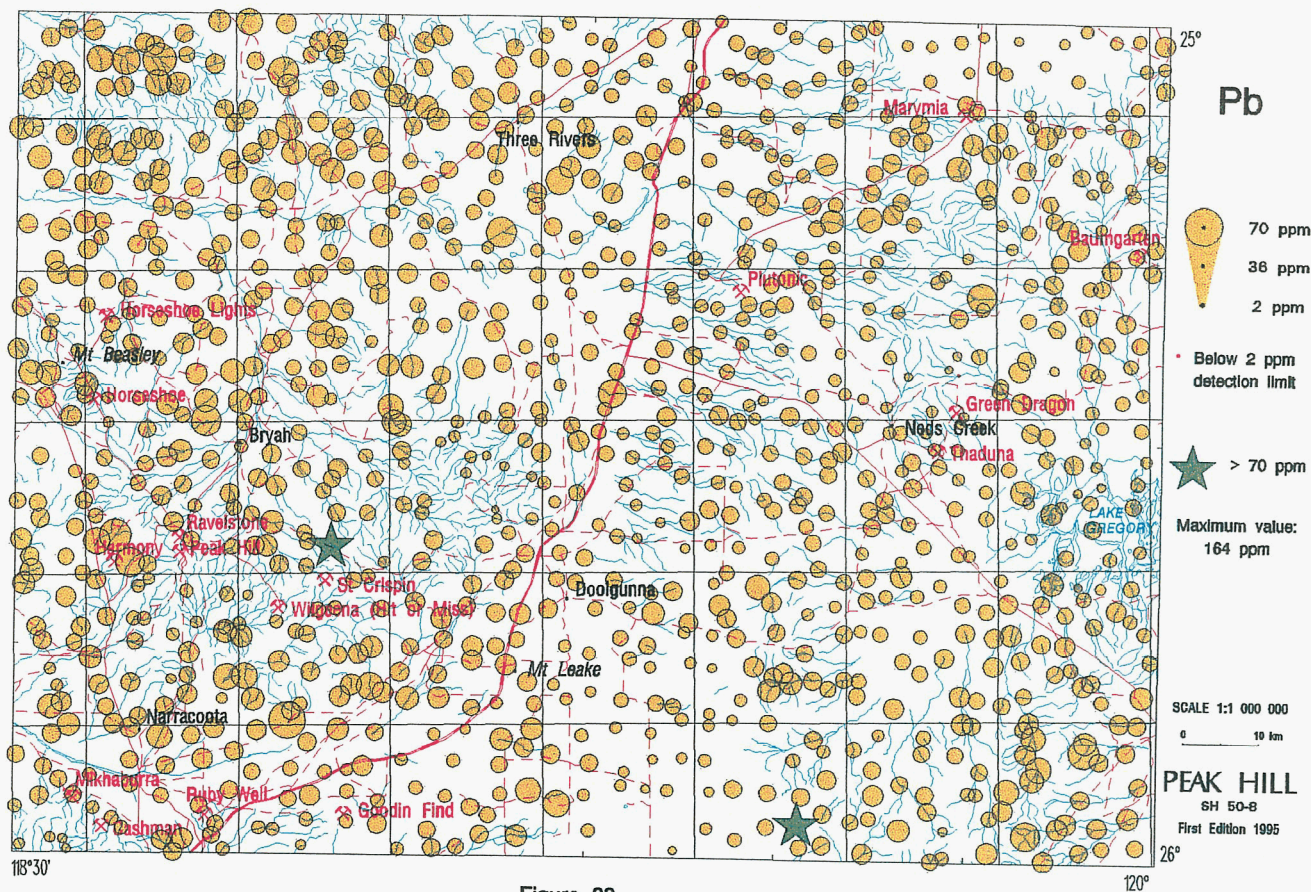 25°
Pb
Marymia
Three Rivers
70 ppm
Baumgarten
36 ppm
Plutonic
2 ppm
Horseshoe Lights
Mt Beasley
Below 2 ppm
detection limit
Horseshoe
Green Dragon
Neds Creek
Bryah
Thaduna
> 70 ppm
LAKE
GREGORY
Ravelstone
Maximum value:
164 ppm
Harmony
Peak Hill
St Crispin
Doolgunna
Wilgeena (Hit or Miss)
Mt Leake
SCALE 1:1 000 000
Narracoota
0 10 km
Mikhaburra
PEAK HILL
Ruby Well
SH 50-8
Goodin Find
Cashman
First Edition 1995
118°30'
26°
120°